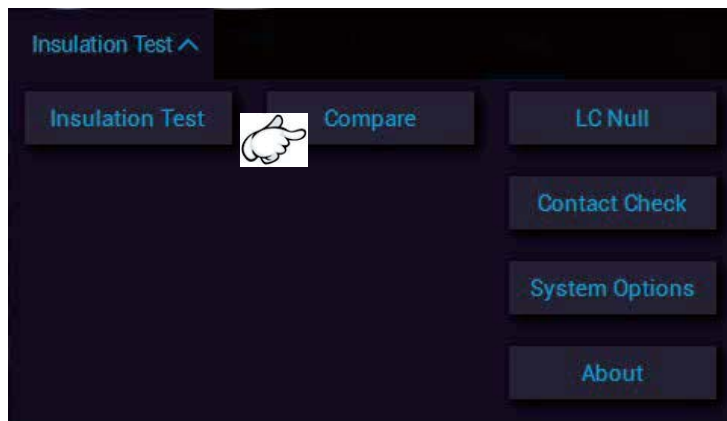 Insulation Test
Insulation Test
Compare
LC Null
Contact Check
System Options
About